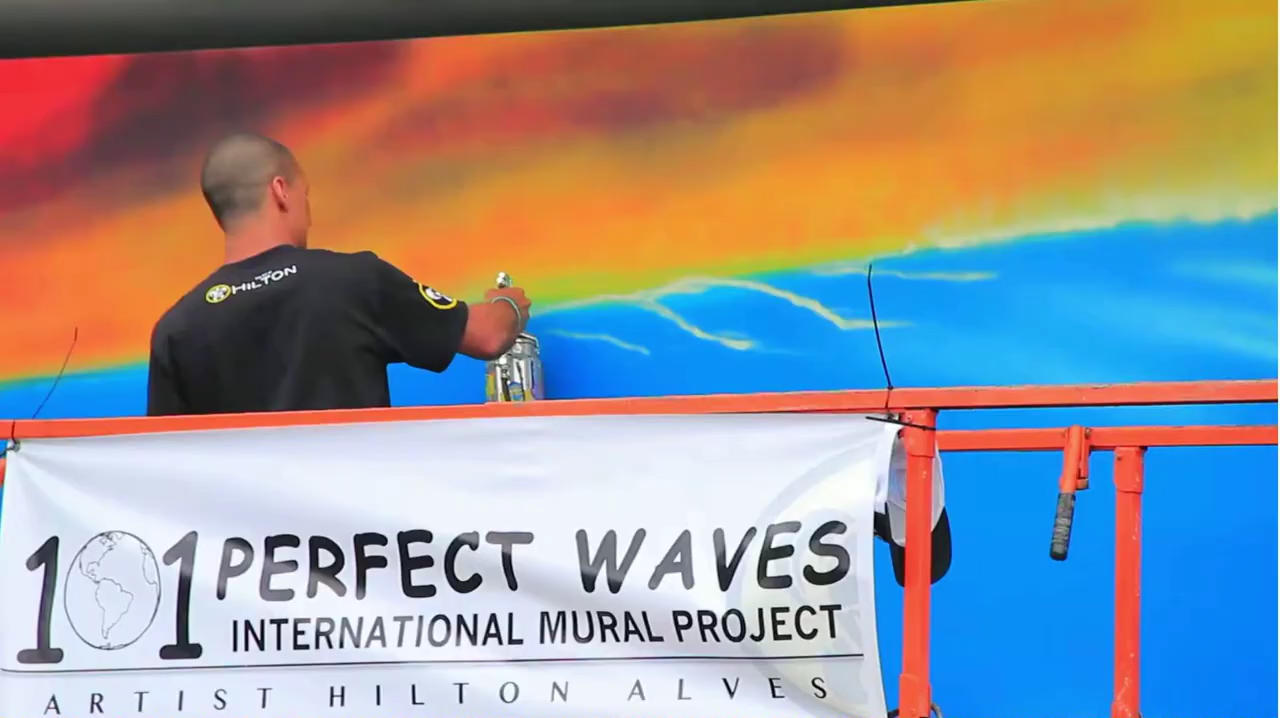 HILTON
101 PERFECT WAVES
INTERNATIONAL MURAL PROJECT
ARTIST HILTON ALVES